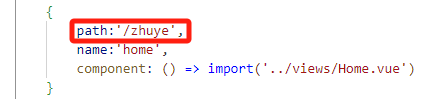 {
path:'/zhuye',
name:'home',
component: () => import('../views/Home.vue')
}